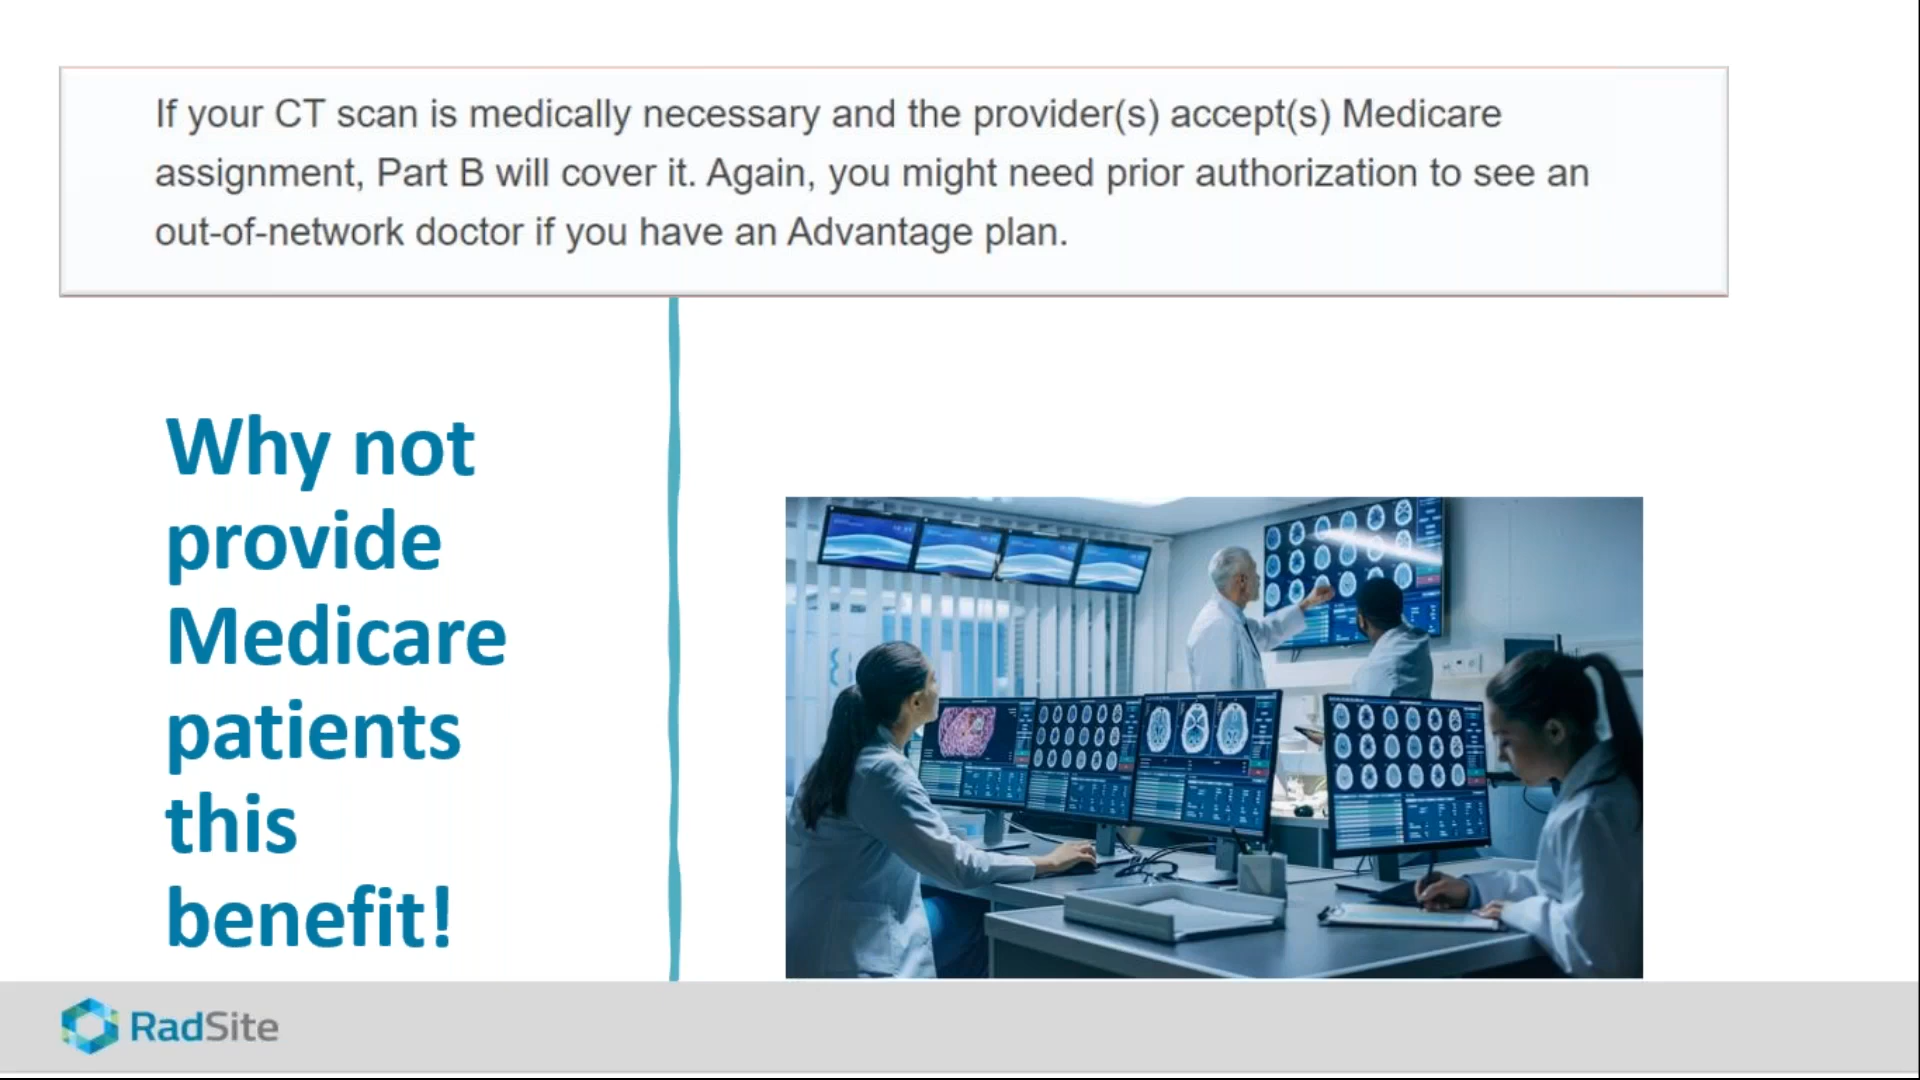 If your CT scan is medically necessary and the provider(s) accept(s) Medicare
assignment, Part B will cover it. Again, you might need prior authorization to see an
out-of-network doctor if you have an Advantage plan.
Why not
provide
Medicare
patients
this
benefit!
RadSite